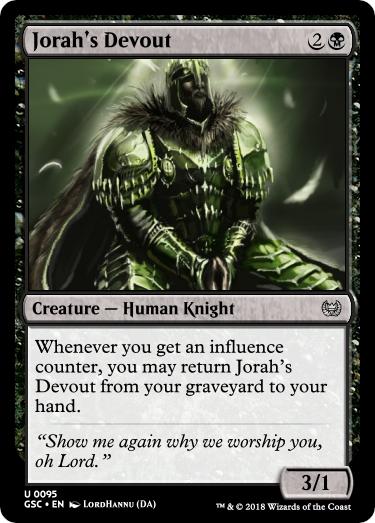 Jorah's Devout 2
Creature — Human Knight
Whenever you get an influence
counter, you may return Jorah's
Devout from your graveyard to your
hand.
“Show me again why we worship you,
oh Lord.”
3/1
U 0095
GSC • EN LordHannu (DA)
™ & © 2018 Wizards of the Coast